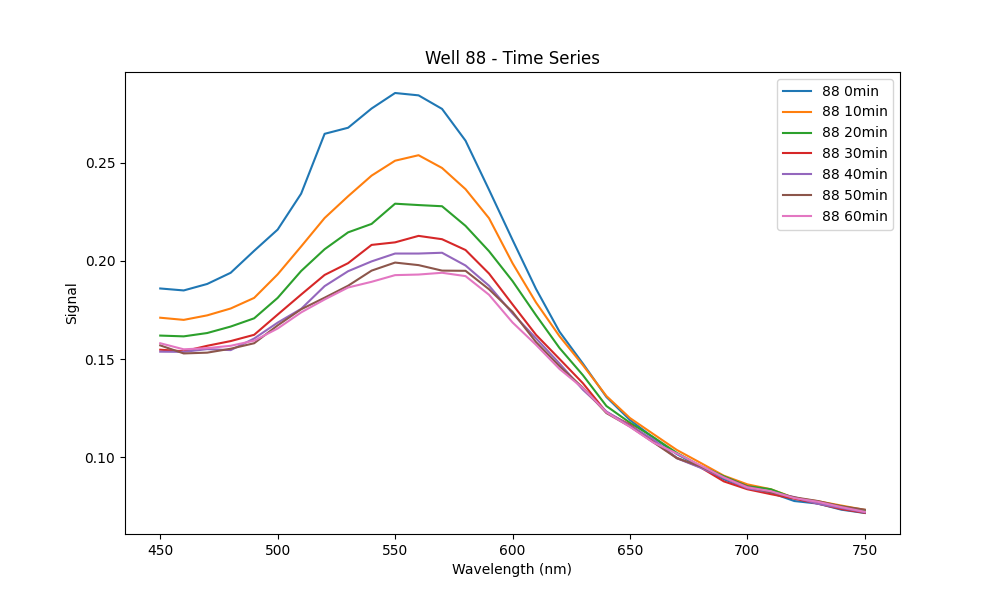 Well 88 - Time Series
88 0min
88 10min
88 20min
88 30min
88 40min
88 50min
88 60min
Signal
0.25
0.20
0.15
0.10
450 500 550 600 650 700 750
Wavelength (nm)